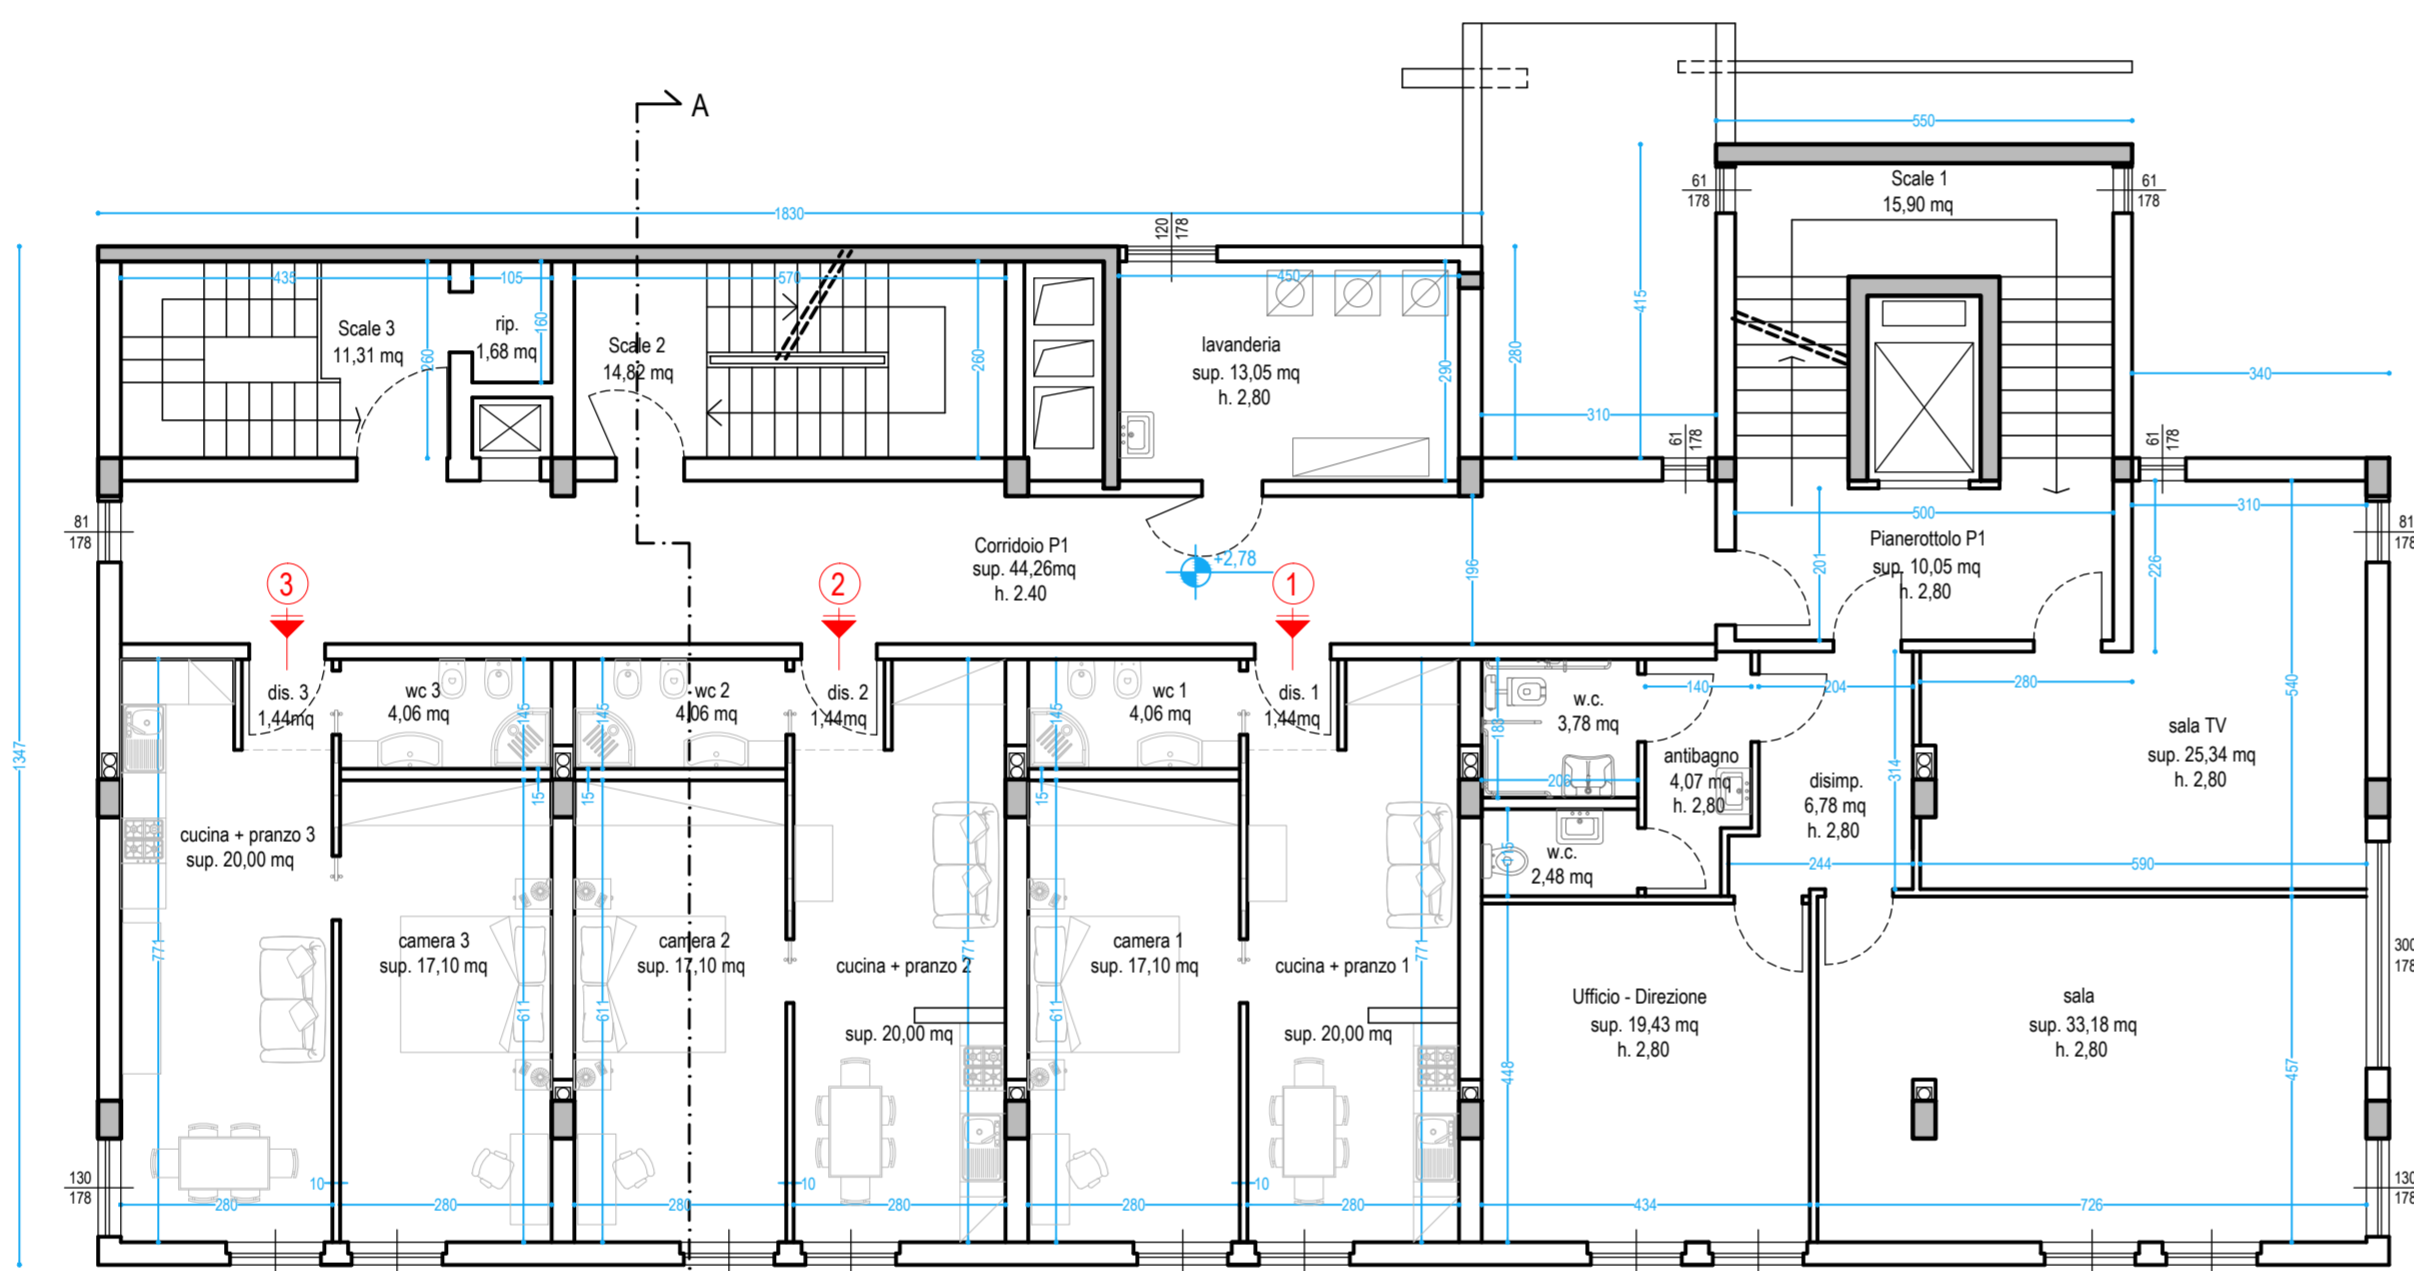 A
550
1830
61
178
61
178
Scale 1
15,90 mq
120
178
435
105
570
450
415
Scale 3
11,31 mq
260
rip.
1,68 mq
160
Scale 2
14,82 mq
260
lavanderia
sup. 13,05 mq
h. 2,80
290
280
340
310
61
178
61
178
81
178
Corridoio P1
sup. 44,26mq
h. 2.40
+2,78
196
500
Pianerottolo P1
sup. 10,05 mq
h. 2,80
201
226
310
81
178
3
2
1
1347
dis. 3
1,44mq
wc 3
4,06 mq
145
145
wc 2
4,06 mq
dis. 2
1,44mq
145
wc 1
4,06 mq
dis. 1
1,44mq
w.c.
3,78 mq
183
206
140
204
280
540
antibagno
4,07 mq
h. 2,80
disimp.
6,78 mq
h. 2,80
314
sala TV
sup. 25,34 mq
h. 2,80
15
15
15
cucina + pranzo 3
sup. 20,00 mq
115
w.c.
2,48 mq
244
590
771
camera 3
sup. 17,10 mq
611
611
camera 2
sup. 17,10 mq
cucina + pranzo 2
sup. 20,00 mq
771
camera 1
sup. 17,10 mq
611
cucina + pranzo 1
sup. 20,00 mq
771
Ufficio - Direzione
sup. 19,43 mq
h. 2,80
448
sala
sup. 33,18 mq
h. 2,80
457
300
178
130
178
10
10
10
130
178
280
280
280
280
280
280
434
726